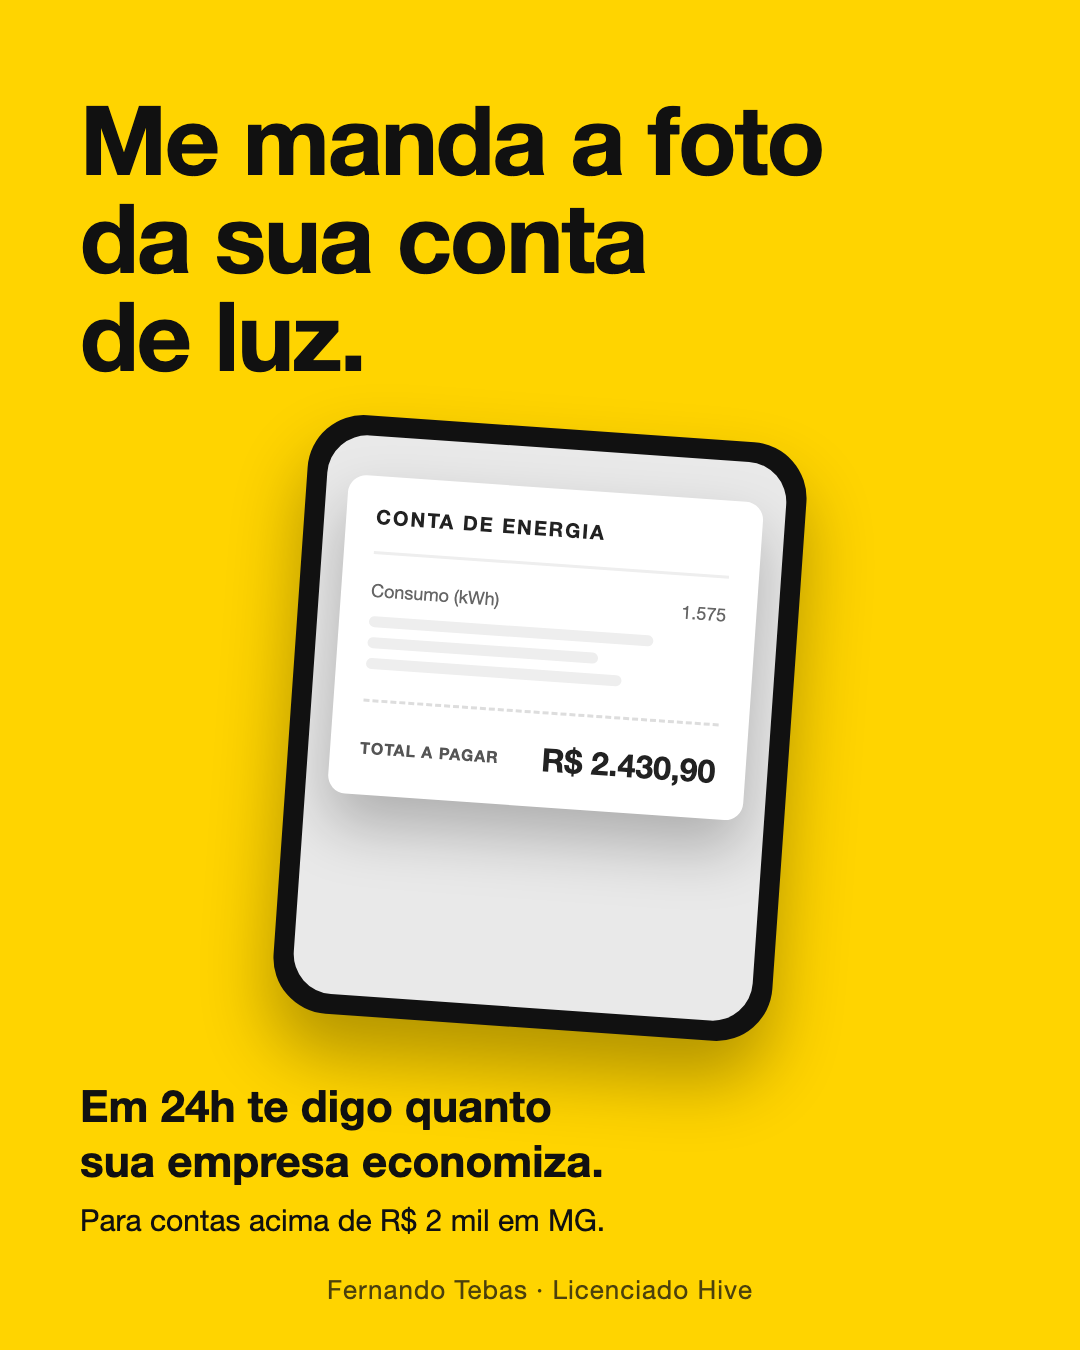 Me manda a foto
da sua conta
de luz.
CONTA DE ENERGIA
Consumo (kWh) 1.575
TOTAL A PAGAR R$ 2.430,90
Em 24h te digo quanto
sua empresa economiza.
Para contas acima de R$ 2 mil em MG.
Fernando Tebas · Licenciado Hive